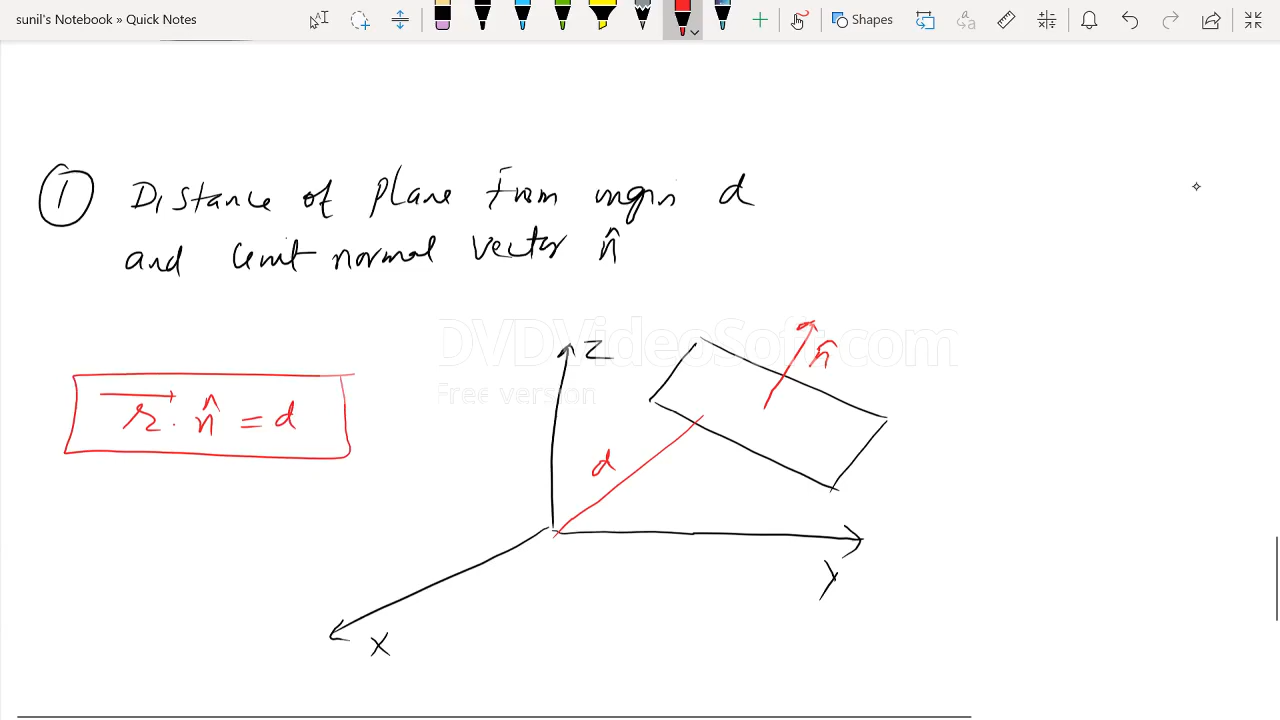 sunil's Notebook » Quick Notes
Shapes
① Distance of plane from origin d
and unit normal vector n̂
DVDVideoSoft.com
Free version
z
n̂
r⃗ . n̂ = d
d
y
x